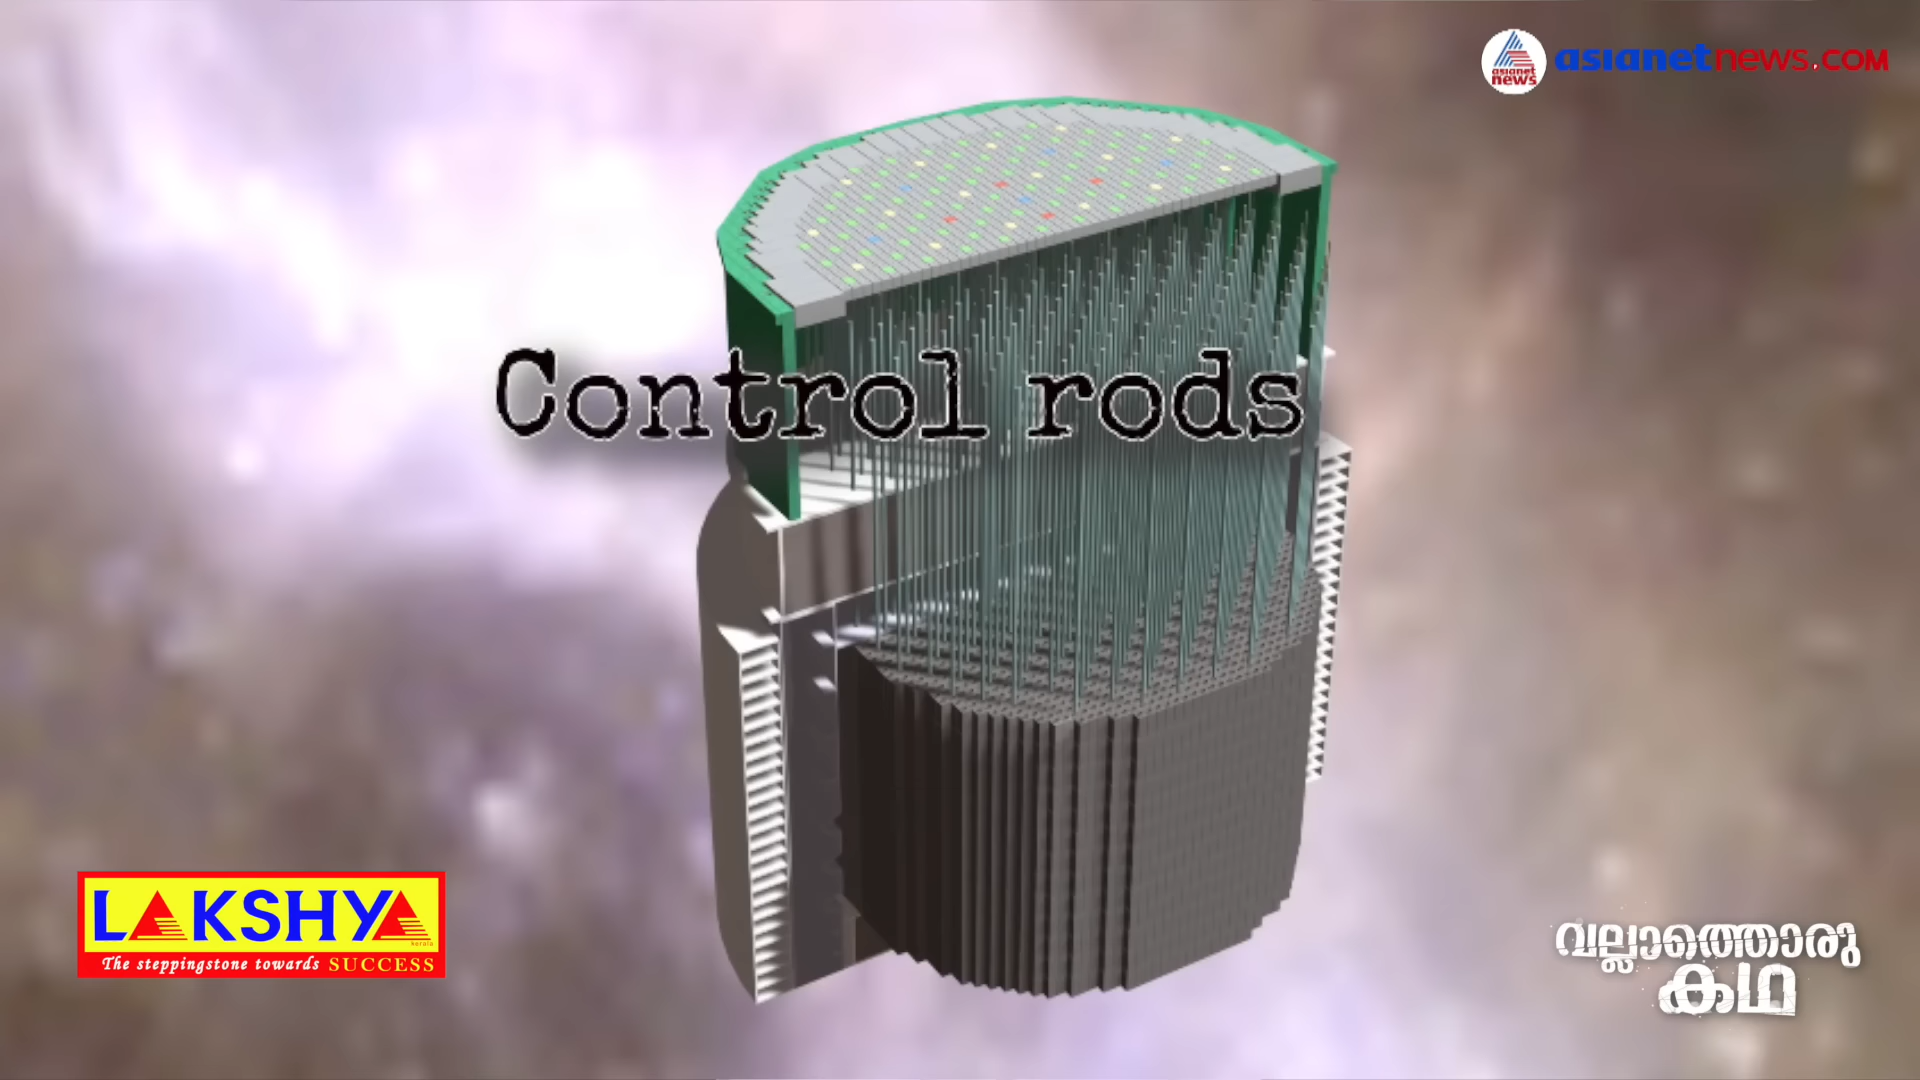 asianet news
asianetnews.COM
Control rods
LAKSHYA
kerala
The steppingstone towards SUCCESS
വല്ലാത്തൊരു
കഥ